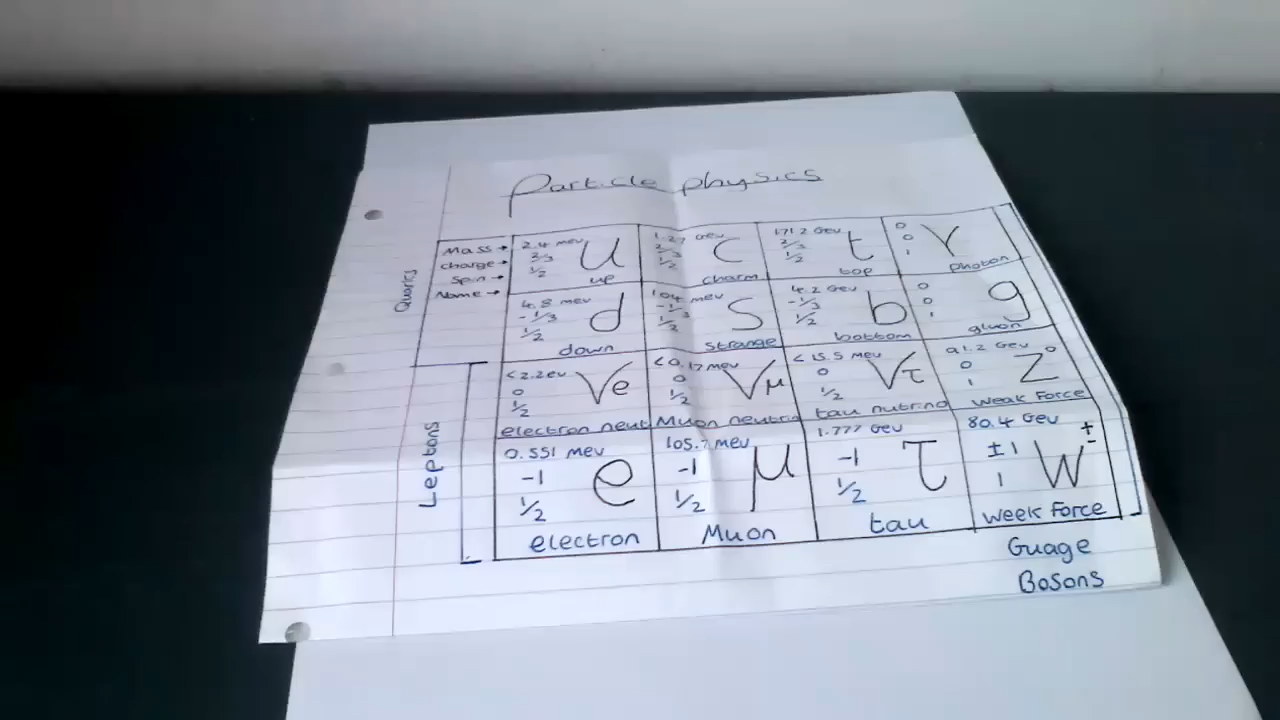 Particle physics
Quarks
Mass →
Charge →
Spin →
Name →
2.4 mev
2/3
1/2
u
up
1.27 Gev
2/3
1/2
c
charm
171.2 Gev
2/3
1/2
t
top
0
0
1
γ
photon
4.8 mev
-1/3
1/2
d
down
104 mev
-1/3
1/2
s
strange
4.2 Gev
-1/3
1/2
b
bottom
0
0
1
g
gluon
Leptons
<2.2ev
0
1/2
Ve
electron neut
<0.17 mev
0
1/2
Vμ
Muon neutrino
< 15.5 mev
0
1/2
Vτ
tau nutrino
91.2 Gev
0
1
Z°
weak Force
0.551 mev
-1
1/2
e
electron
105.7 mev
-1
1/2
μ
Muon
1.777 Gev
-1
1/2
τ
tau
80.4 Gev
±1
1
W±
week Force
Guage
Bosons